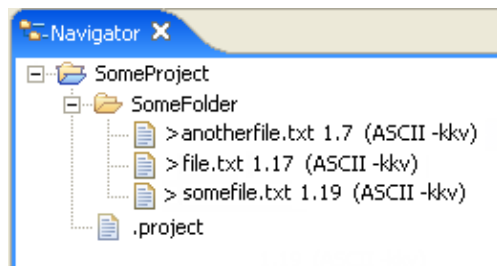 Navigator
SomeProject
SomeFolder
>anotherfile.txt 1.7 (ASCII -kkv)
>file.txt 1.17 (ASCII -kkv)
> somefile.txt 1.19 (ASCII -kkv)
.project